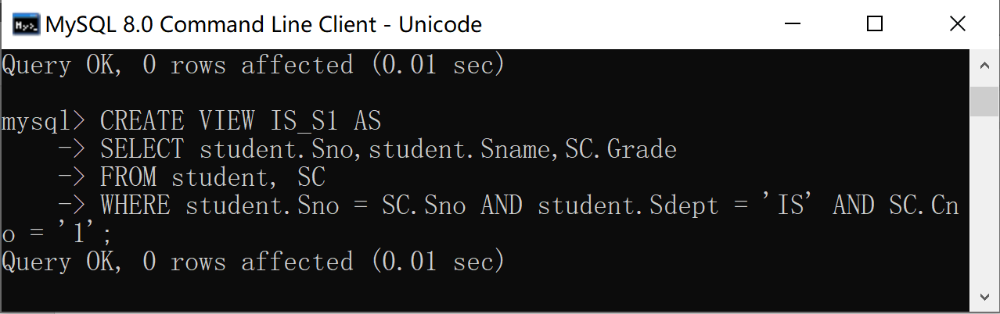 MySQL 8.0 Command Line Client - Unicode
Query OK, 0 rows affected (0.01 sec)
mysql> CREATE VIEW IS_S1 AS
    -> SELECT student.Sno,student.Sname,SC.Grade
    -> FROM student, SC
    -> WHERE student.Sno = SC.Sno AND student.Sdept = 'IS' AND SC.Cn
o = '1';
Query OK, 0 rows affected (0.01 sec)